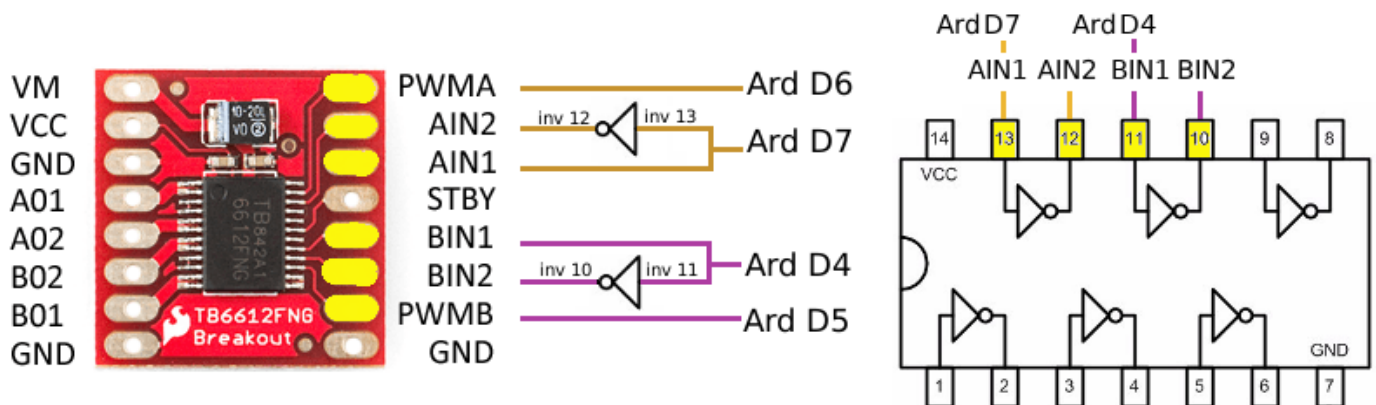 VM
VCC
GND
A01
A02
B02
B01
GND
10-20L
V0 2
TB842A1
6612FNG
TB6612FNG
Breakout
PWMA
AIN2
AIN1
STBY
BIN1
BIN2
PWMB
GND
inv 12
inv 13
inv 10
inv 11
Ard D6
Ard D7
Ard D4
Ard D5
Ard D7 Ard D4
AIN1 AIN2 BIN1 BIN2
14 13 12 11 10 9 8
VCC
GND
1 2 3 4 5 6 7